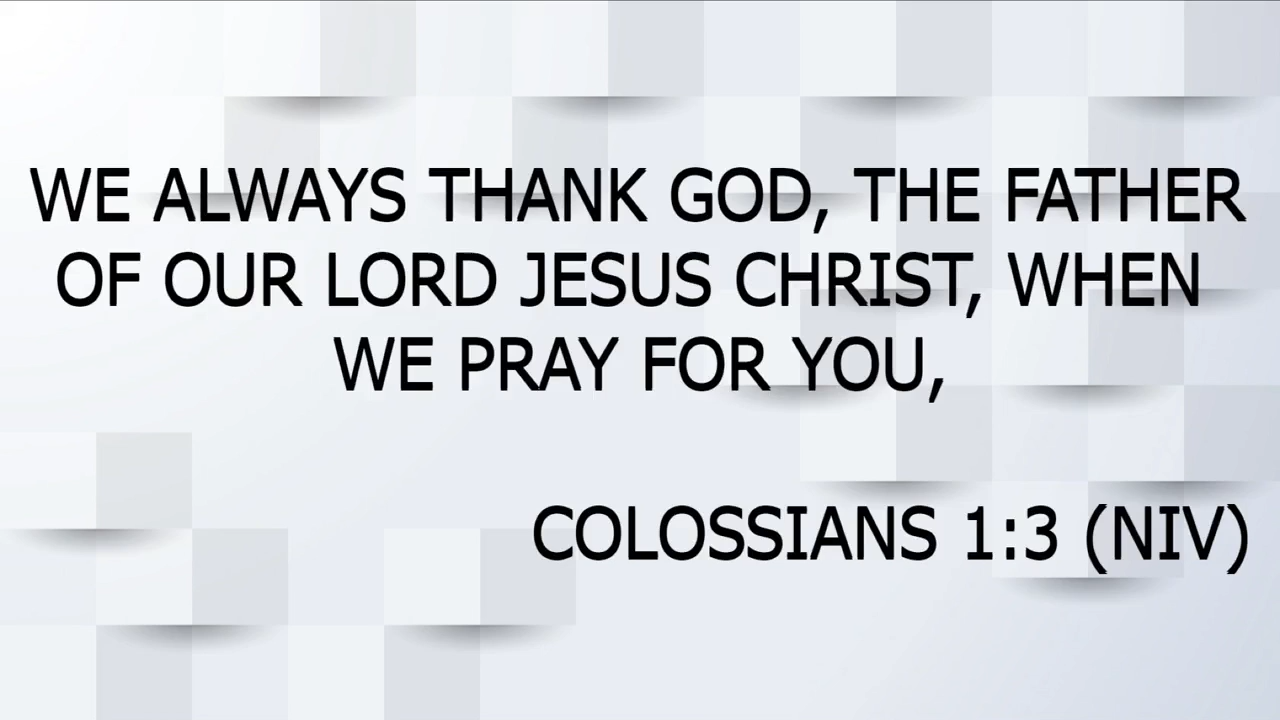 WE ALWAYS THANK GOD, THE FATHER
OF OUR LORD JESUS CHRIST, WHEN
WE PRAY FOR YOU,
COLOSSIANS 1:3 (NIV)